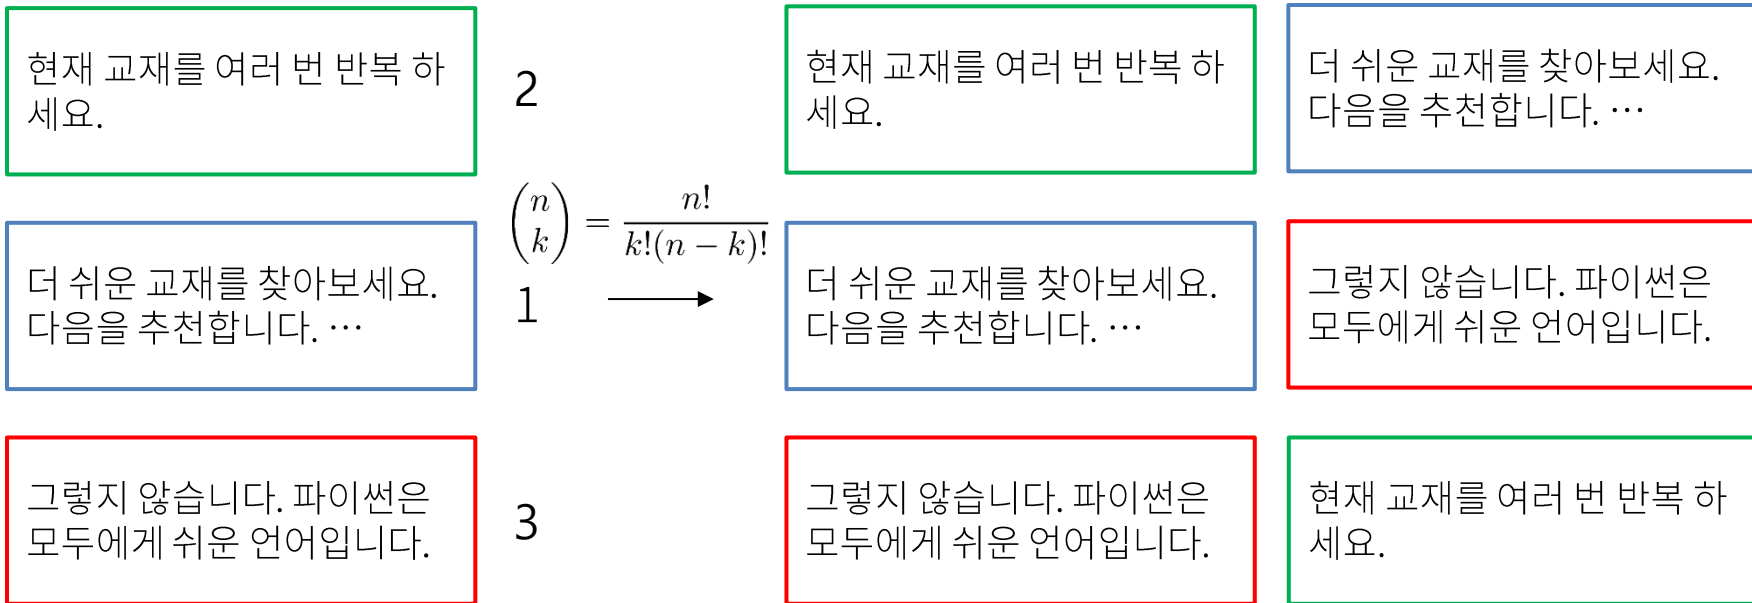 현재 교재를 여러 번 반복 하
세요.
2
현재 교재를 여러 번 반복 하
세요.
더 쉬운 교재를 찾아보세요.
다음을 추천합니다. …
(n k) = n! / k!(n − k)!
더 쉬운 교재를 찾아보세요.
다음을 추천합니다. …
1
더 쉬운 교재를 찾아보세요.
다음을 추천합니다. …
그렇지 않습니다. 파이썬은
모두에게 쉬운 언어입니다.
그렇지 않습니다. 파이썬은
모두에게 쉬운 언어입니다.
3
그렇지 않습니다. 파이썬은
모두에게 쉬운 언어입니다.
현재 교재를 여러 번 반복 하
세요.